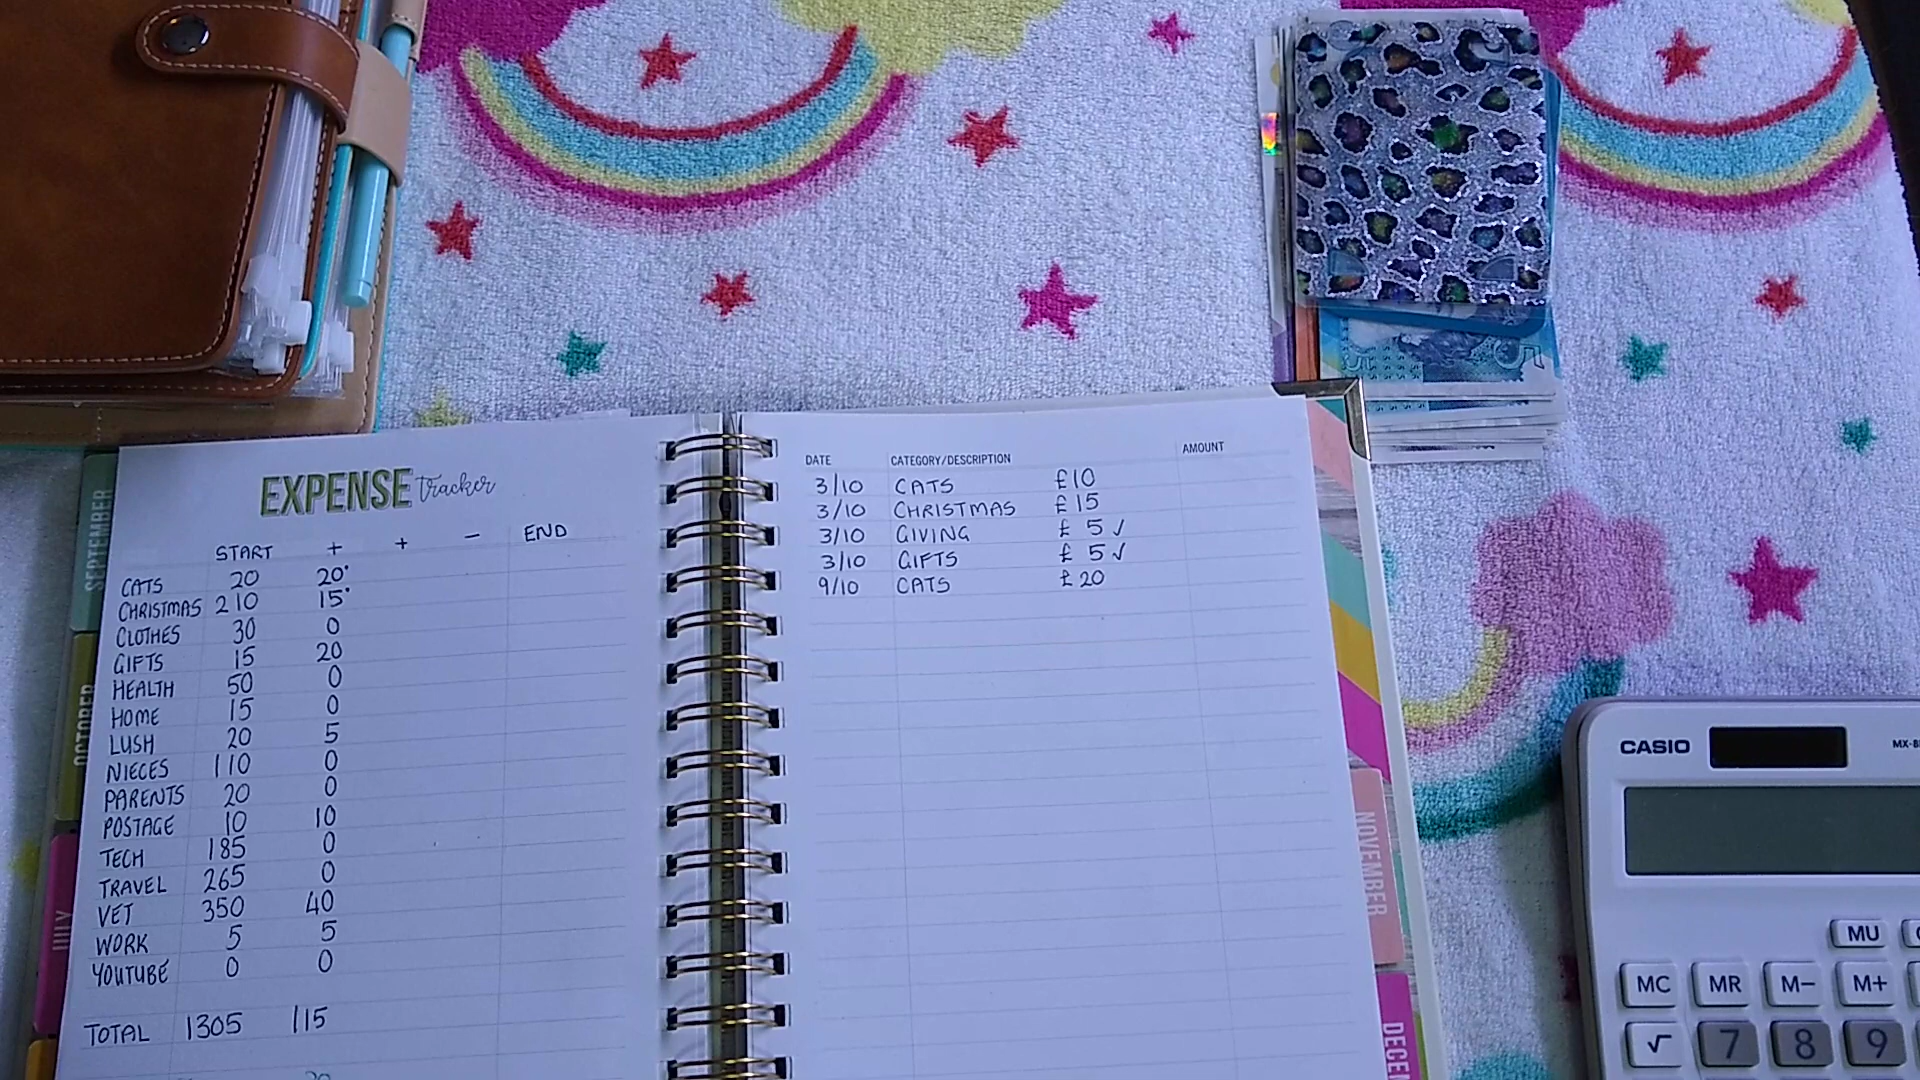 EXPENSE tracker
START + + - END
CATS 20 20
CHRISTMAS 210 15
CLOTHES 30 0
GIFTS 15 20
HEALTH 50 0
HOME 15 0
LUSH 20 5
NIECES 110 0
PARENTS 20 0
POSTAGE 10 10
TECH 185 0
TRAVEL 265 0
VET 350 40
WORK 5 5
YOUTUBE 0 0
TOTAL 1305 115
DATE CATEGORY/DESCRIPTION AMOUNT
3/10 CATS £10
3/10 CHRISTMAS £15
3/10 GIVING £ 5 ✓
3/10 GIFTS £ 5 ✓
9/10 CATS £20
SEPTEMBER
OCTOBER
JULY
NOVEMBER
DECEM
CASIO
MU
MC MR M- M+
√ 7 8 9